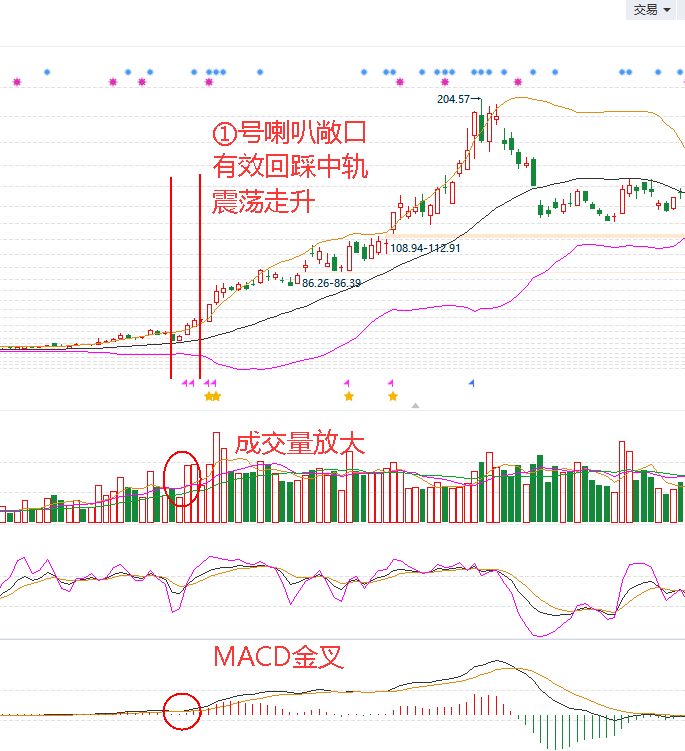 交易
204.57
①号喇叭敞口
有效回踩中轨
震荡走升
108.94-112.91
86.26-86.39
成交量放大
MACD金叉